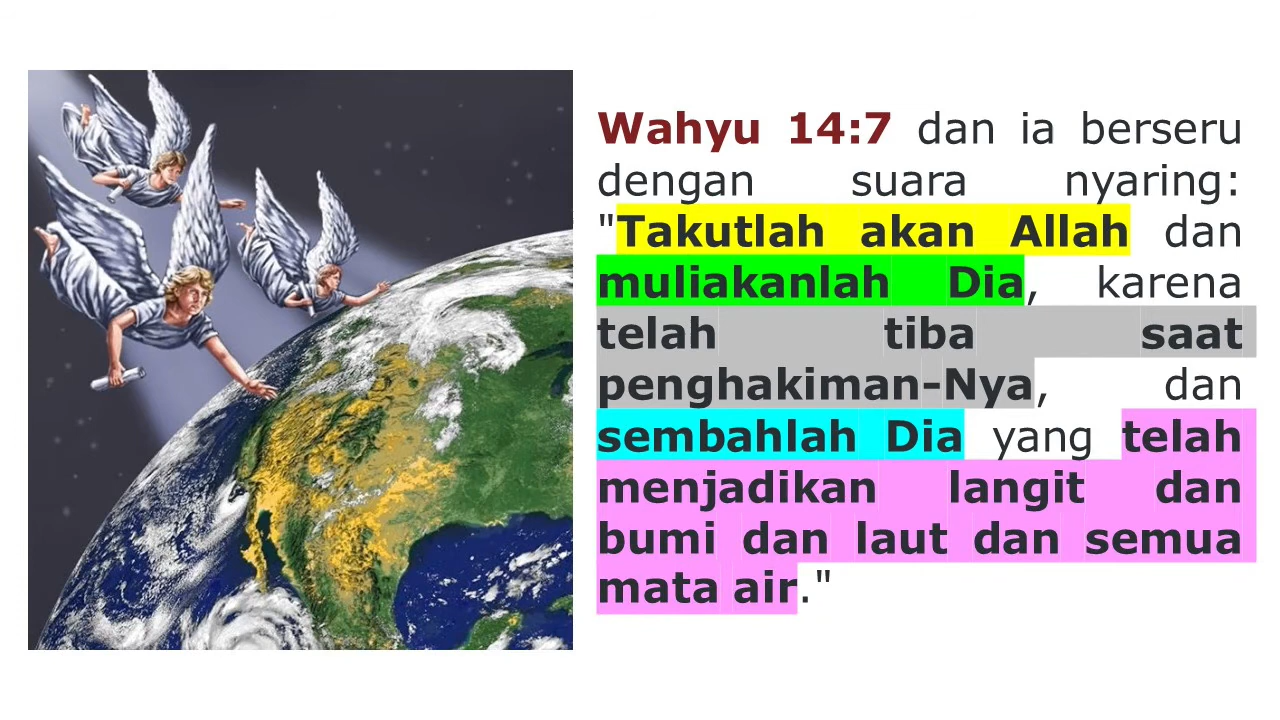 Wahyu 14:7 dan ia berseru
dengan suara nyaring:
"Takutlah akan Allah dan
muliakanlah Dia, karena
telah tiba saat
penghakiman-Nya, dan
sembahlah Dia yang telah
menjadikan langit dan
bumi dan laut dan semua
mata air."